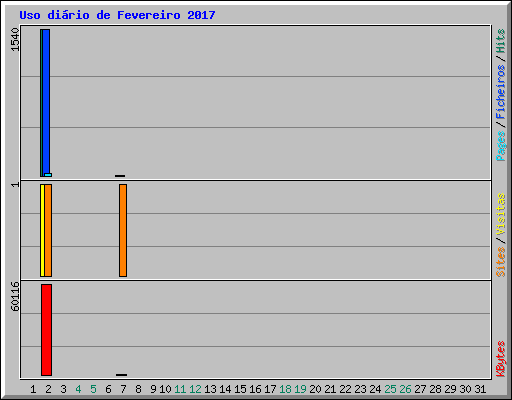 Uso diário de Fevereiro 2017
1540
1
60116
Pages / Ficheiros / Hits
Sites / Visitas
KBytes
1 2 3 4 5 6 7 8 9 10 11 12 13 14 15 16 17 18 19 20 21 22 23 24 25 26 27 28 29 30 31